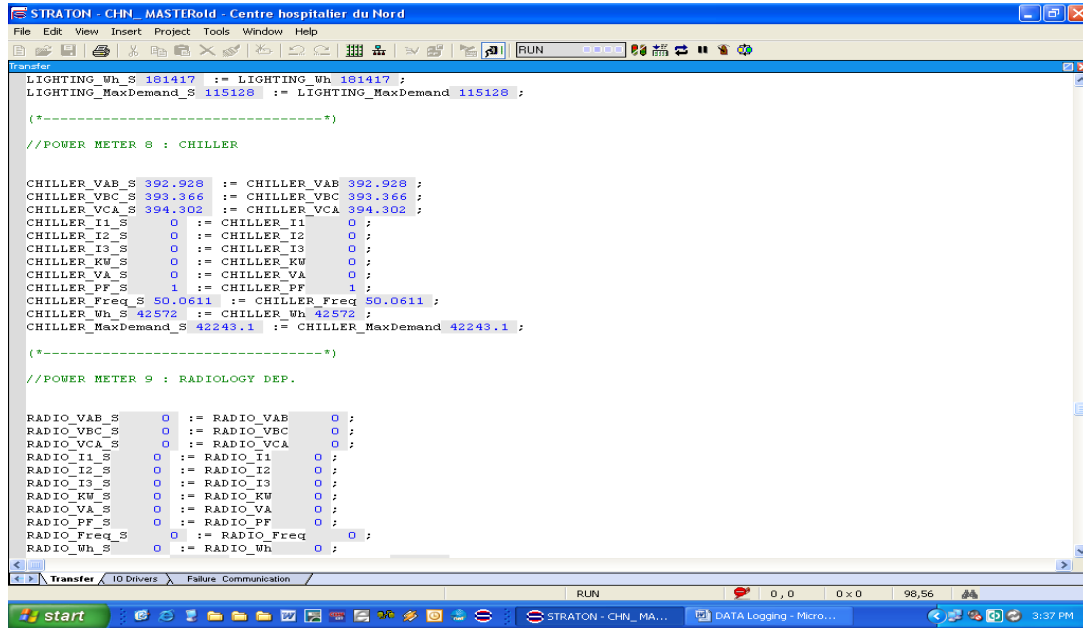 STRATON - CHN_ MASTERold - Centre hospitalier du Nord
File Edit View Insert Project Tools Window Help
RUN
Transfer
LIGHTING_Wh_S 181417 := LIGHTING_Wh 181417 ;
LIGHTING_MaxDemand_S 115128 := LIGHTING_MaxDemand 115128 ;
(*----------------------------------*)
//POWER METER 8 : CHILLER
CHILLER_VAB_S 392.928 := CHILLER_VAB 392.928 ;
CHILLER_VBC_S 393.366 := CHILLER_VBC 393.366 ;
CHILLER_VCA_S 394.302 := CHILLER_VCA 394.302 ;
CHILLER_I1_S 0 := CHILLER_I1 0 ;
CHILLER_I2_S 0 := CHILLER_I2 0 ;
CHILLER_I3_S 0 := CHILLER_I3 0 ;
CHILLER_KW_S 0 := CHILLER_KW 0 ;
CHILLER_VA_S 0 := CHILLER_VA 0 ;
CHILLER_PF_S 1 := CHILLER_PF 1 ;
CHILLER_Freq_S 50.0611 := CHILLER_Freq 50.0611 ;
CHILLER_Wh_S 42572 := CHILLER_Wh 42572 ;
CHILLER_MaxDemand_S 42243.1 := CHILLER_MaxDemand 42243.1 ;
(*----------------------------------*)
//POWER METER 9 : RADIOLOGY DEP.
RADIO_VAB_S 0 := RADIO_VAB 0 ;
RADIO_VBC_S 0 := RADIO_VBC 0 ;
RADIO_VCA_S 0 := RADIO_VCA 0 ;
RADIO_I1_S 0 := RADIO_I1 0 ;
RADIO_I2_S 0 := RADIO_I2 0 ;
RADIO_I3_S 0 := RADIO_I3 0 ;
RADIO_KW_S 0 := RADIO_KW 0 ;
RADIO_VA_S 0 := RADIO_VA 0 ;
RADIO_PF_S 0 := RADIO_PF 0 ;
RADIO_Freq_S 0 := RADIO_Freq 0 ;
RADIO_Wh_S 0 := RADIO_Wh 0 ;
Transfer IO Drivers Failure Communication
RUN 0 , 0 0 x 0 98,56
start STRATON - CHN_ MA... DATA Logging - Micro... 3:37 PM